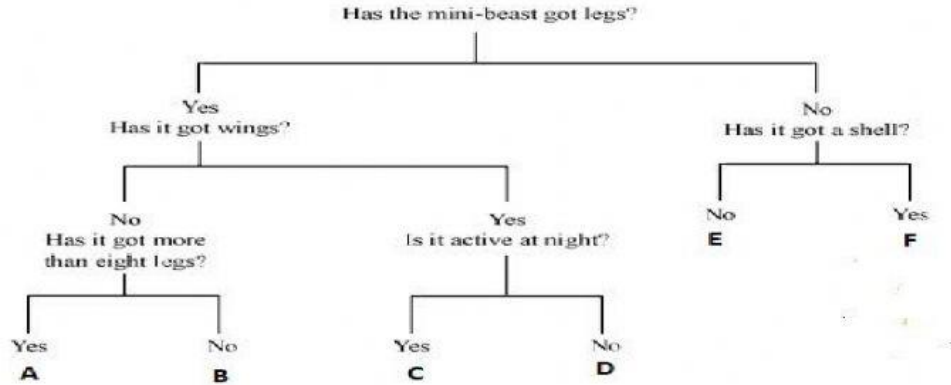 Has the mini-beast got legs?
Yes
Has it got wings?
No
Has it got a shell?
No
Has it got more
than eight legs?
Yes
Is it active at night?
No
E
Yes
F
Yes
A
No
B
Yes
C
No
D